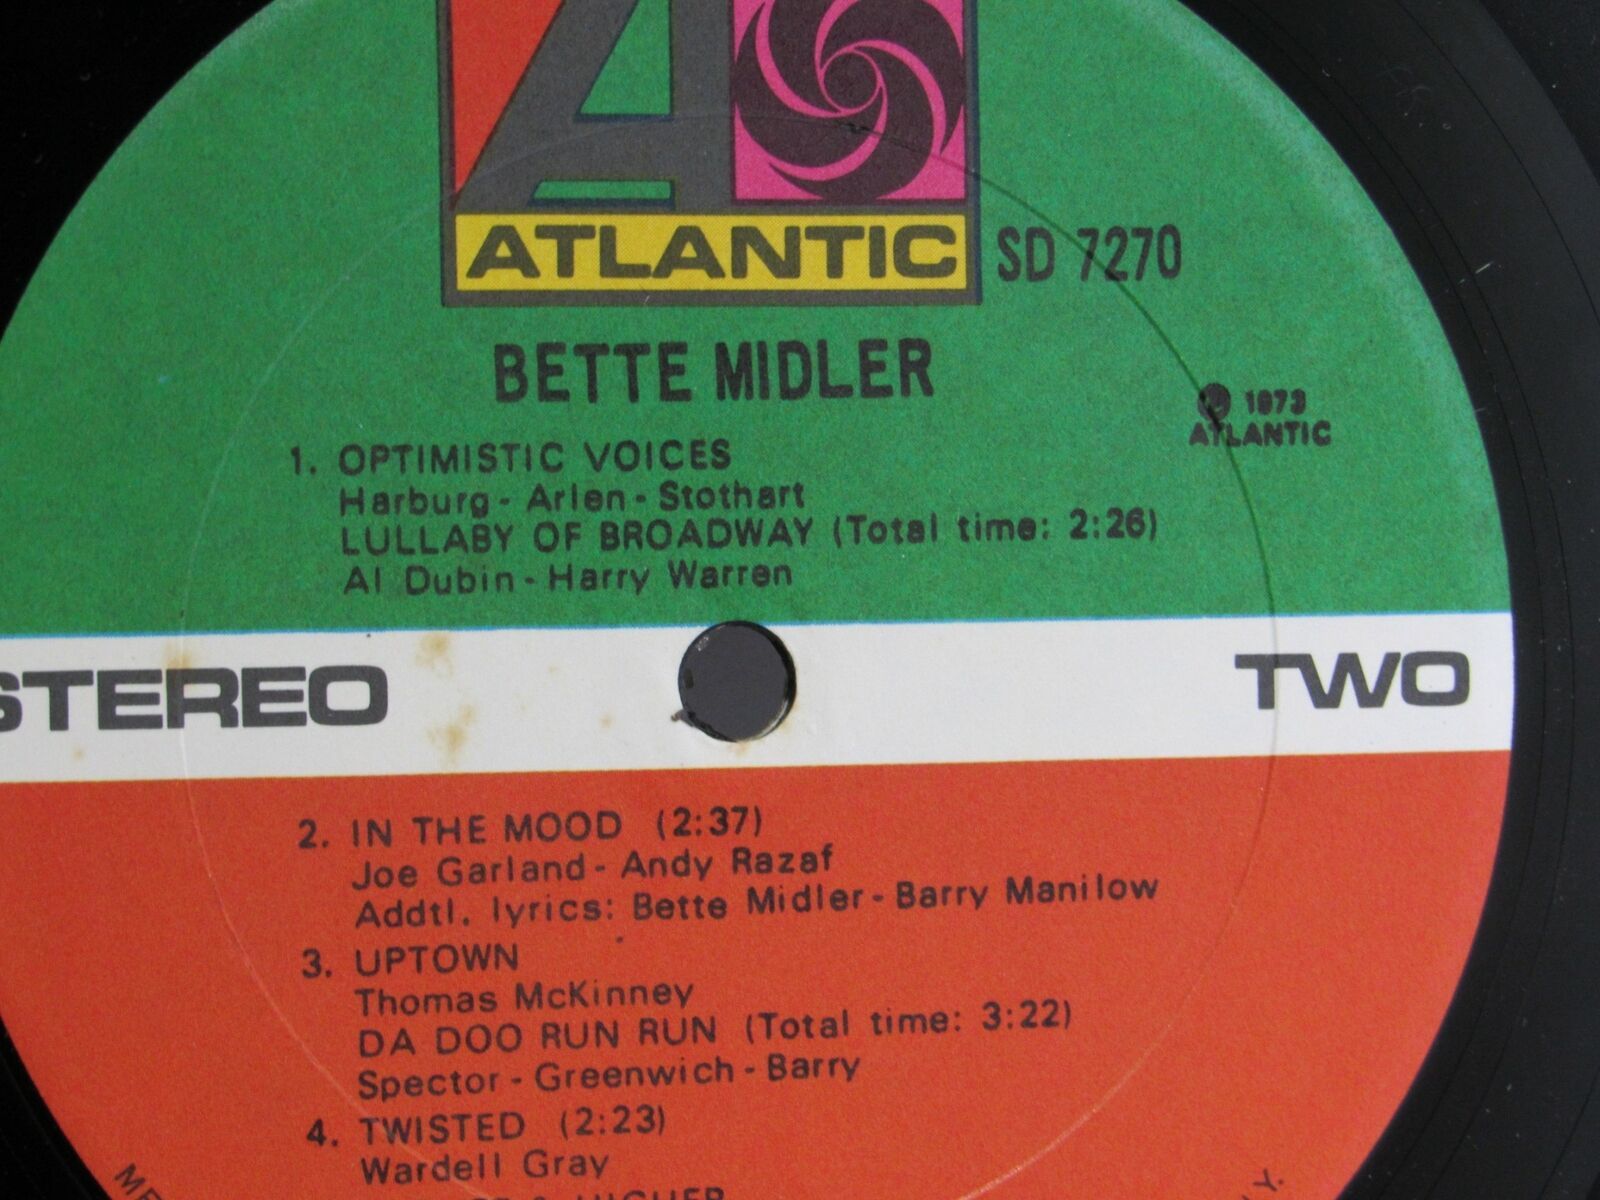 ATLANTIC SD 7270
BETTE MIDLER
℗ 1973
ATLANTIC
1. OPTIMISTIC VOICES
Harburg - Arlen - Stothart
LULLABY OF BROADWAY (Total time: 2:26)
Al Dubin - Harry Warren
STEREO
TWO
2. IN THE MOOD (2:37)
Joe Garland - Andy Razaf
Addtl. lyrics: Bette Midler - Barry Manilow
3. UPTOWN
Thomas McKinney
DA DOO RUN RUN (Total time: 3:22)
Spector - Greenwich - Barry
4. TWISTED (2:23)
Wardell Gray
& HIGHER